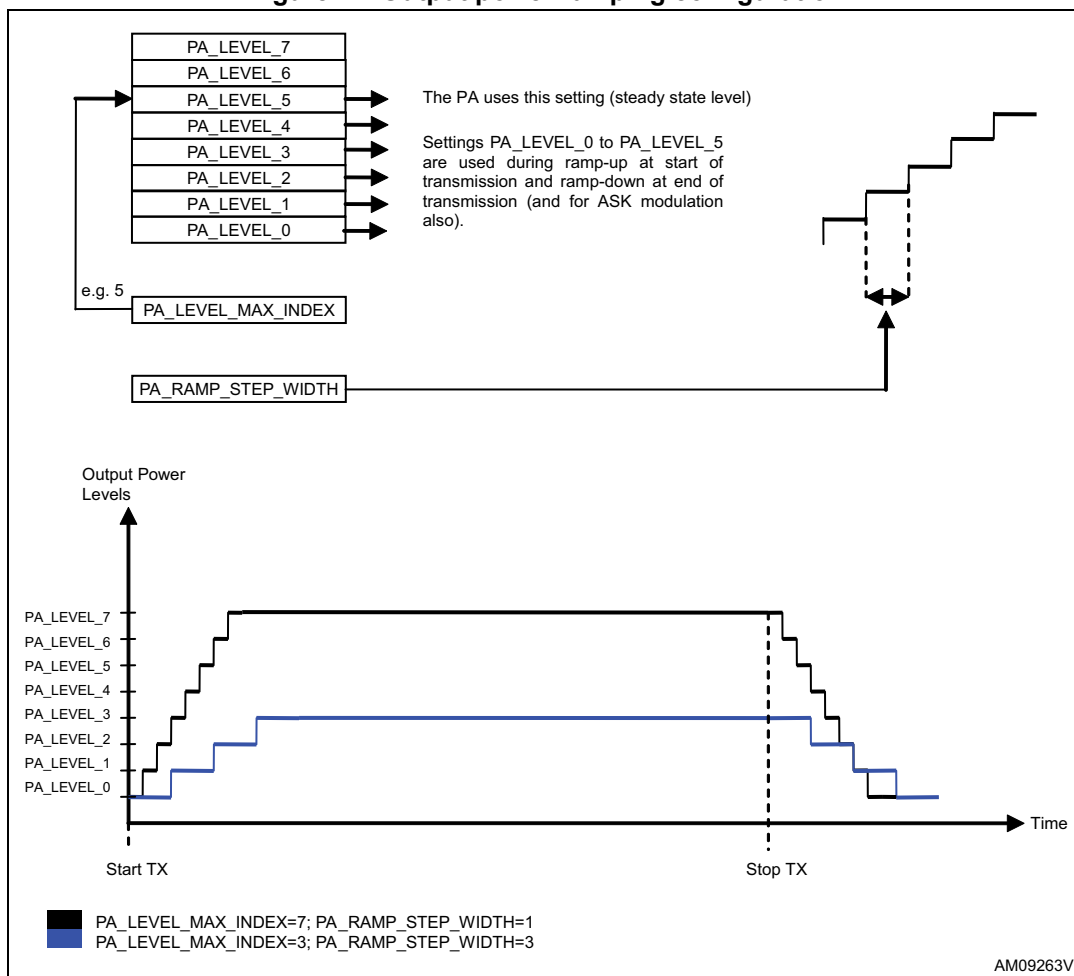 PA_LEVEL_7
PA_LEVEL_6
PA_LEVEL_5
PA_LEVEL_4
PA_LEVEL_3
PA_LEVEL_2
PA_LEVEL_1
PA_LEVEL_0
The PA uses this setting (steady state level)
Settings PA_LEVEL_0 to PA_LEVEL_5
are used during ramp-up at start of
transmission and ramp-down at end of
transmission (and for ASK modulation
also).
e.g. 5
PA_LEVEL_MAX_INDEX
PA_RAMP_STEP_WIDTH
Output Power
Levels
PA_LEVEL_7
PA_LEVEL_6
PA_LEVEL_5
PA_LEVEL_4
PA_LEVEL_3
PA_LEVEL_2
PA_LEVEL_1
PA_LEVEL_0
Time
Start TX
Stop TX
PA_LEVEL_MAX_INDEX=7; PA_RAMP_STEP_WIDTH=1
PA_LEVEL_MAX_INDEX=3; PA_RAMP_STEP_WIDTH=3
AM09263V